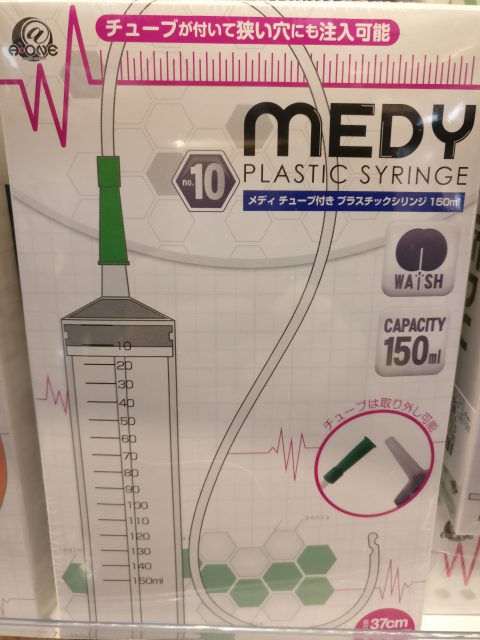 チューブが付いて狭い穴にも注入可能
A-ONE
MEDY
no.10
PLASTIC SYRINGE
メディ チューブ付き プラスチックシリンジ 150ml
WASH
CAPACITY
150ml
チューブは取り外し可能
10
20
30
40
50
60
70
80
90
100
110
120
130
140
150ml
penis
37cm